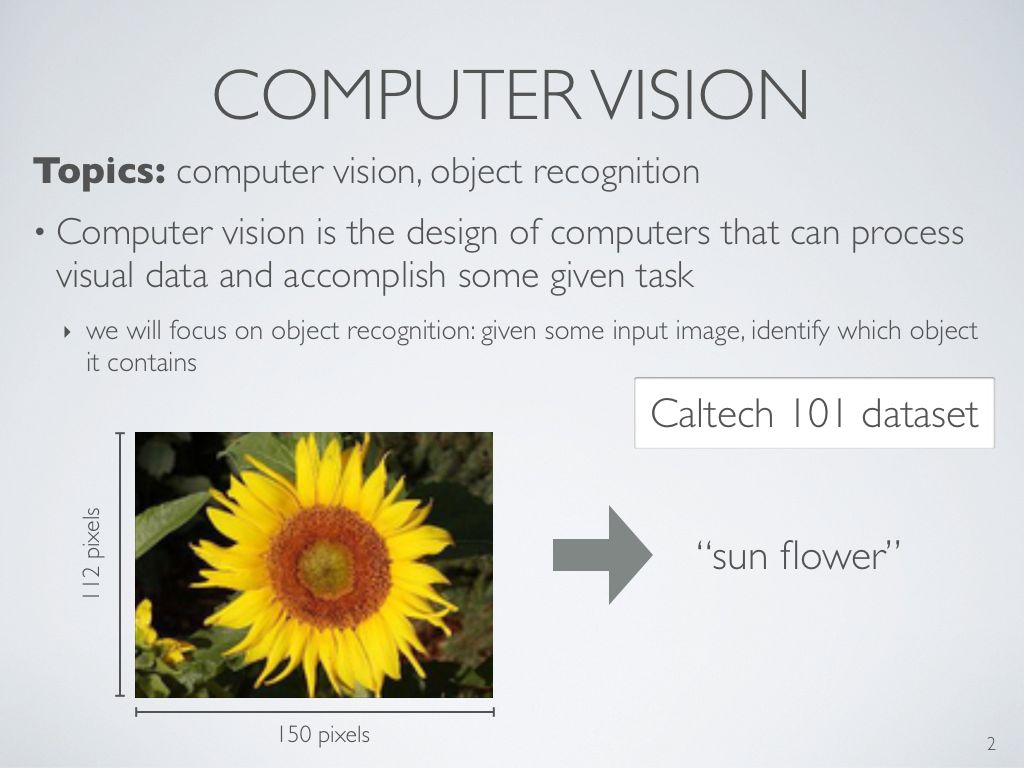 COMPUTER VISION
Topics: computer vision, object recognition
• Computer vision is the design of computers that can process
visual data and accomplish some given task
‣ we will focus on object recognition: given some input image, identify which object
it contains
Caltech 101 dataset
112 pixels
“sun flower”
150 pixels
2